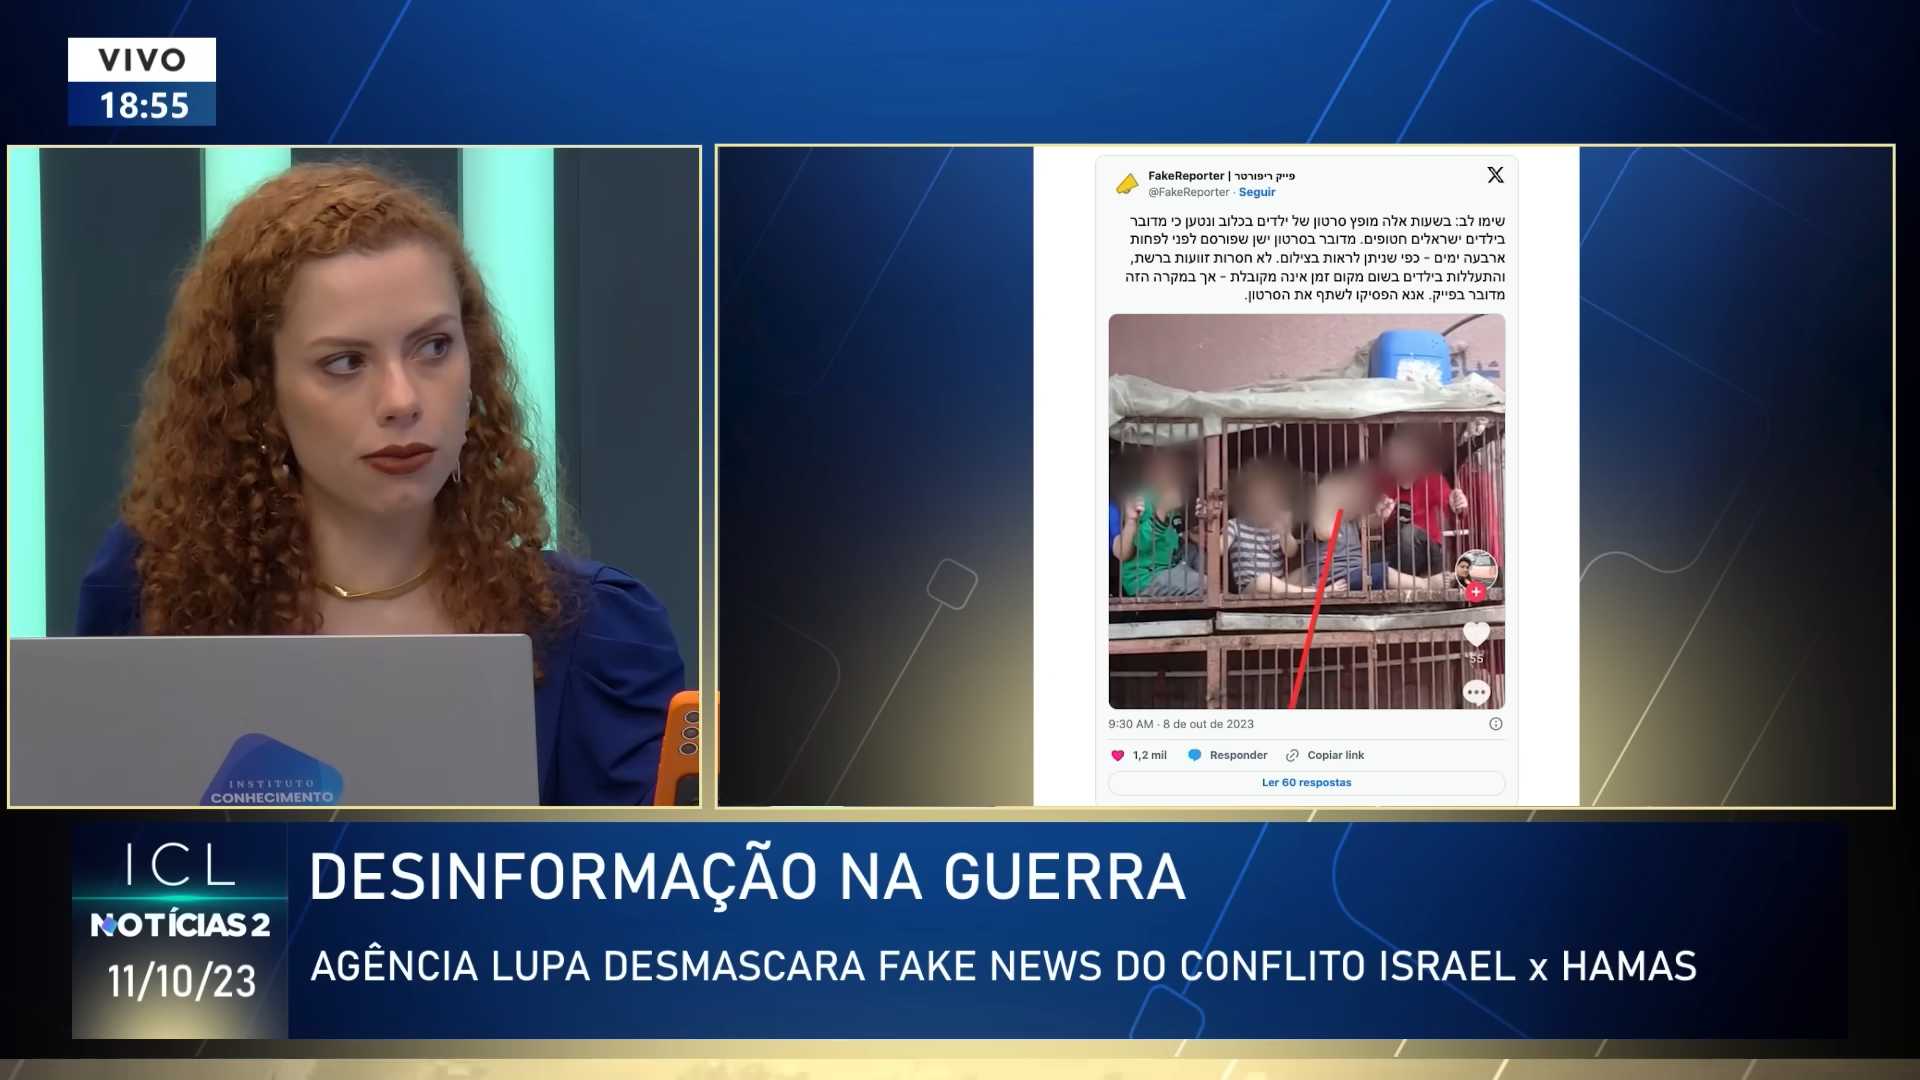 VIVO
18:55
FakeReporter | פייק ריפורטר
@FakeReporter · Seguir
שימו לב: בשעות אלה מופץ סרטון של ילדים בכלוב ונטען כי מדובר
בילדים ישראלים חטופים. מדובר בסרטון ישן שפורסם לפני לפחות
ארבעה ימים - כפי שניתן לראות בצילום. לא חסרות זוועות ברשת,
והתעללות בילדים בשום מקום זמן אינה מקובלת - אך במקרה הזה
מדובר בפייק. אנא הפסיקו לשתף את הסרטון.
55
9:30 AM · 8 de out de 2023
1,2 mil Responder Copiar link
Ler 60 respostas
INSTITUTO
CONHECIMENTO
ICL
NOTÍCIAS 2
11/10/23
DESINFORMAÇÃO NA GUERRA
AGÊNCIA LUPA DESMASCARA FAKE NEWS DO CONFLITO ISRAEL x HAMAS